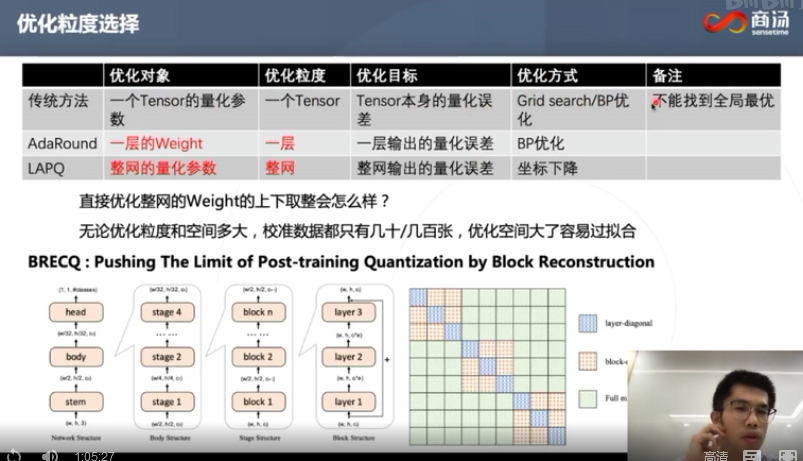 优化粒度选择
商汤
sensetime
优化对象 优化粒度 优化目标 优化方式 备注
传统方法 一个Tensor的量化参数 一个Tensor Tensor本身的量化误差 Grid search/BP优化 不能找到全局最优
AdaRound 一层的Weight 一层 一层输出的量化误差 BP优化
LAPQ 整网的量化参数 整网 整网输出的量化误差 坐标下降
直接优化整网的Weight的上下取整会怎么样？
无论优化粒度和空间多大，校准数据都只有几十/几百张，优化空间大了容易过拟合
BRECQ : Pushing The Limit of Post-training Quantization by Block Reconstruction
(1, 1, #classes)
head
(w/32, h/32, c₄)
body
(w/2, h/2, c₀)
stem
(w, h, 3)
Network Structure
(w/32, h/32, c₄)
stage 4
... ...
stage 2
(w/4, h/4, c₁)
stage 1
(w/2, h/2, c₀)
Body Structure
block n
... ...
block 2
block 1
Stage Structure
(w, h, c)
layer 3
layer 2
layer 1
(w, h, c)
+
Block Structure
layer-diagonal
block-
Full m
1:05:27
高清